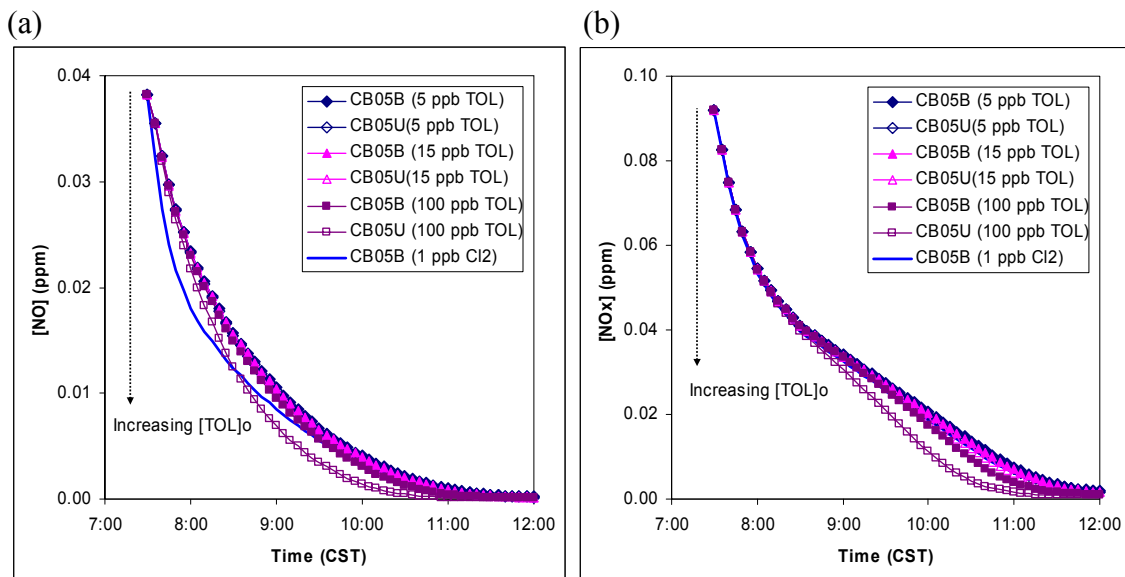 (a)
0.04
0.03
0.02
0.01
0.00
[NO] (ppm)
CB05B (5 ppb TOL)
CB05U(5 ppb TOL)
CB05B (15 ppb TOL)
CB05U(15 ppb TOL)
CB05B (100 ppb TOL)
CB05U (100 ppb TOL)
CB05B (1 ppb Cl2)
Increasing [TOL]o
7:00 8:00 9:00 10:00 11:00 12:00
Time (CST)
(b)
0.10
0.08
0.06
0.04
0.02
0.00
[NOx] (ppm)
CB05B (5 ppb TOL)
CB05U(5 ppb TOL)
CB05B (15 ppb TOL)
CB05U(15 ppb TOL)
CB05B (100 ppb TOL)
CB05U (100 ppb TOL)
CB05B (1 ppb Cl2)
Increasing [TOL]o
7:00 8:00 9:00 10:00 11:00 12:00
Time (CST)